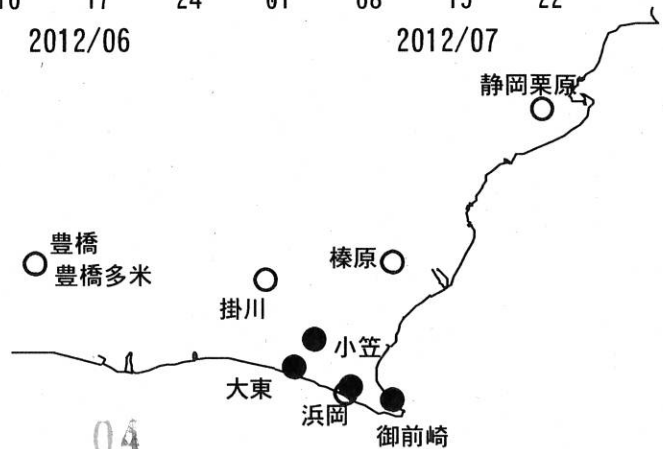 17 24 01 08 22
2012/06 2012/07
静岡栗原
豊橋
豊橋多米
榛原
掛川
小笠
大東
浜岡
御前崎
04